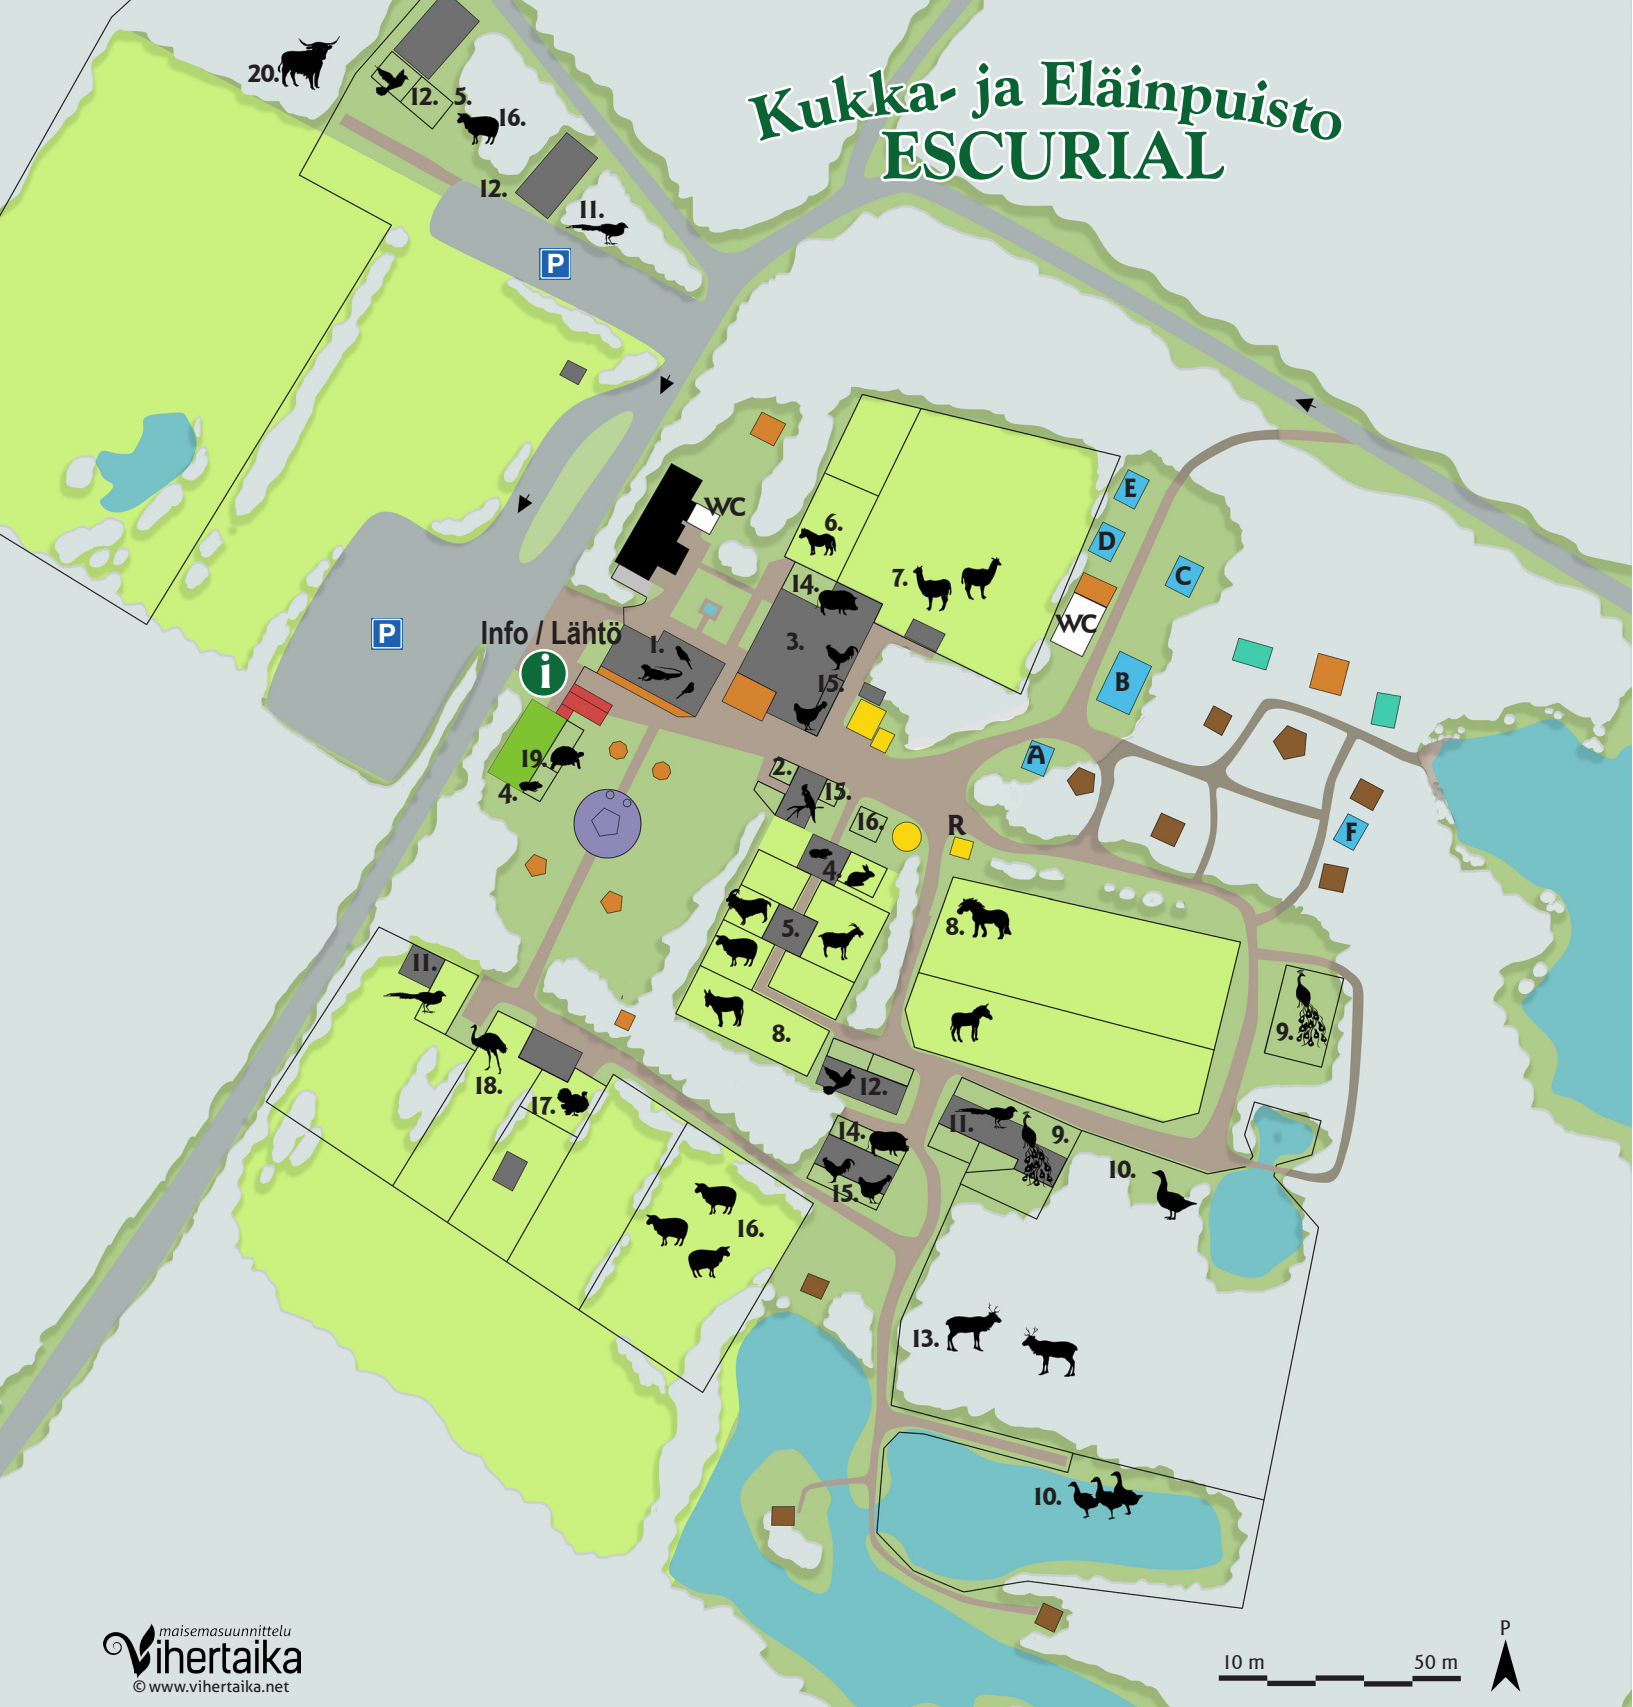 Kukka- ja Eläinpuisto
ESCURIAL
20.
12.
5.
16.
12.
11.
P
E
WC
6.
D
14.
7.
C
P
Info / Lähtö
i
1.
3.
WC
15.
B
19.
4.
2.
15.
A
16.
R
F
4.
5.
8.
11.
8.
9.
18.
17.
12.
14.
11.
9.
10.
15.
16.
13.
10.
maisemasuunnittelu
Vihertaika
© www.vihertaika.net
10 m
50 m
P